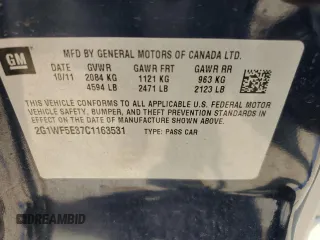 GM
MFD BY GENERAL MOTORS OF CANADA LTD.
DATE GVWR GAWR FRT GAWR RR
10/11 2084 KG 1121 KG 963 KG
4594 LB 2471 LB 2123 LB
THIS VEHICLE CONFORMS TO ALL APPLICABLE U.S. FEDERAL MOTOR
VEHICLE SAFETY, BUMPER, AND THEFT PREVENTION STANDARDS
IN EFFECT ON THE DATE OF MANUFACTURE SHOWN ABOVE.
2G1WF5E37C1163531 TYPE: PASS CAR